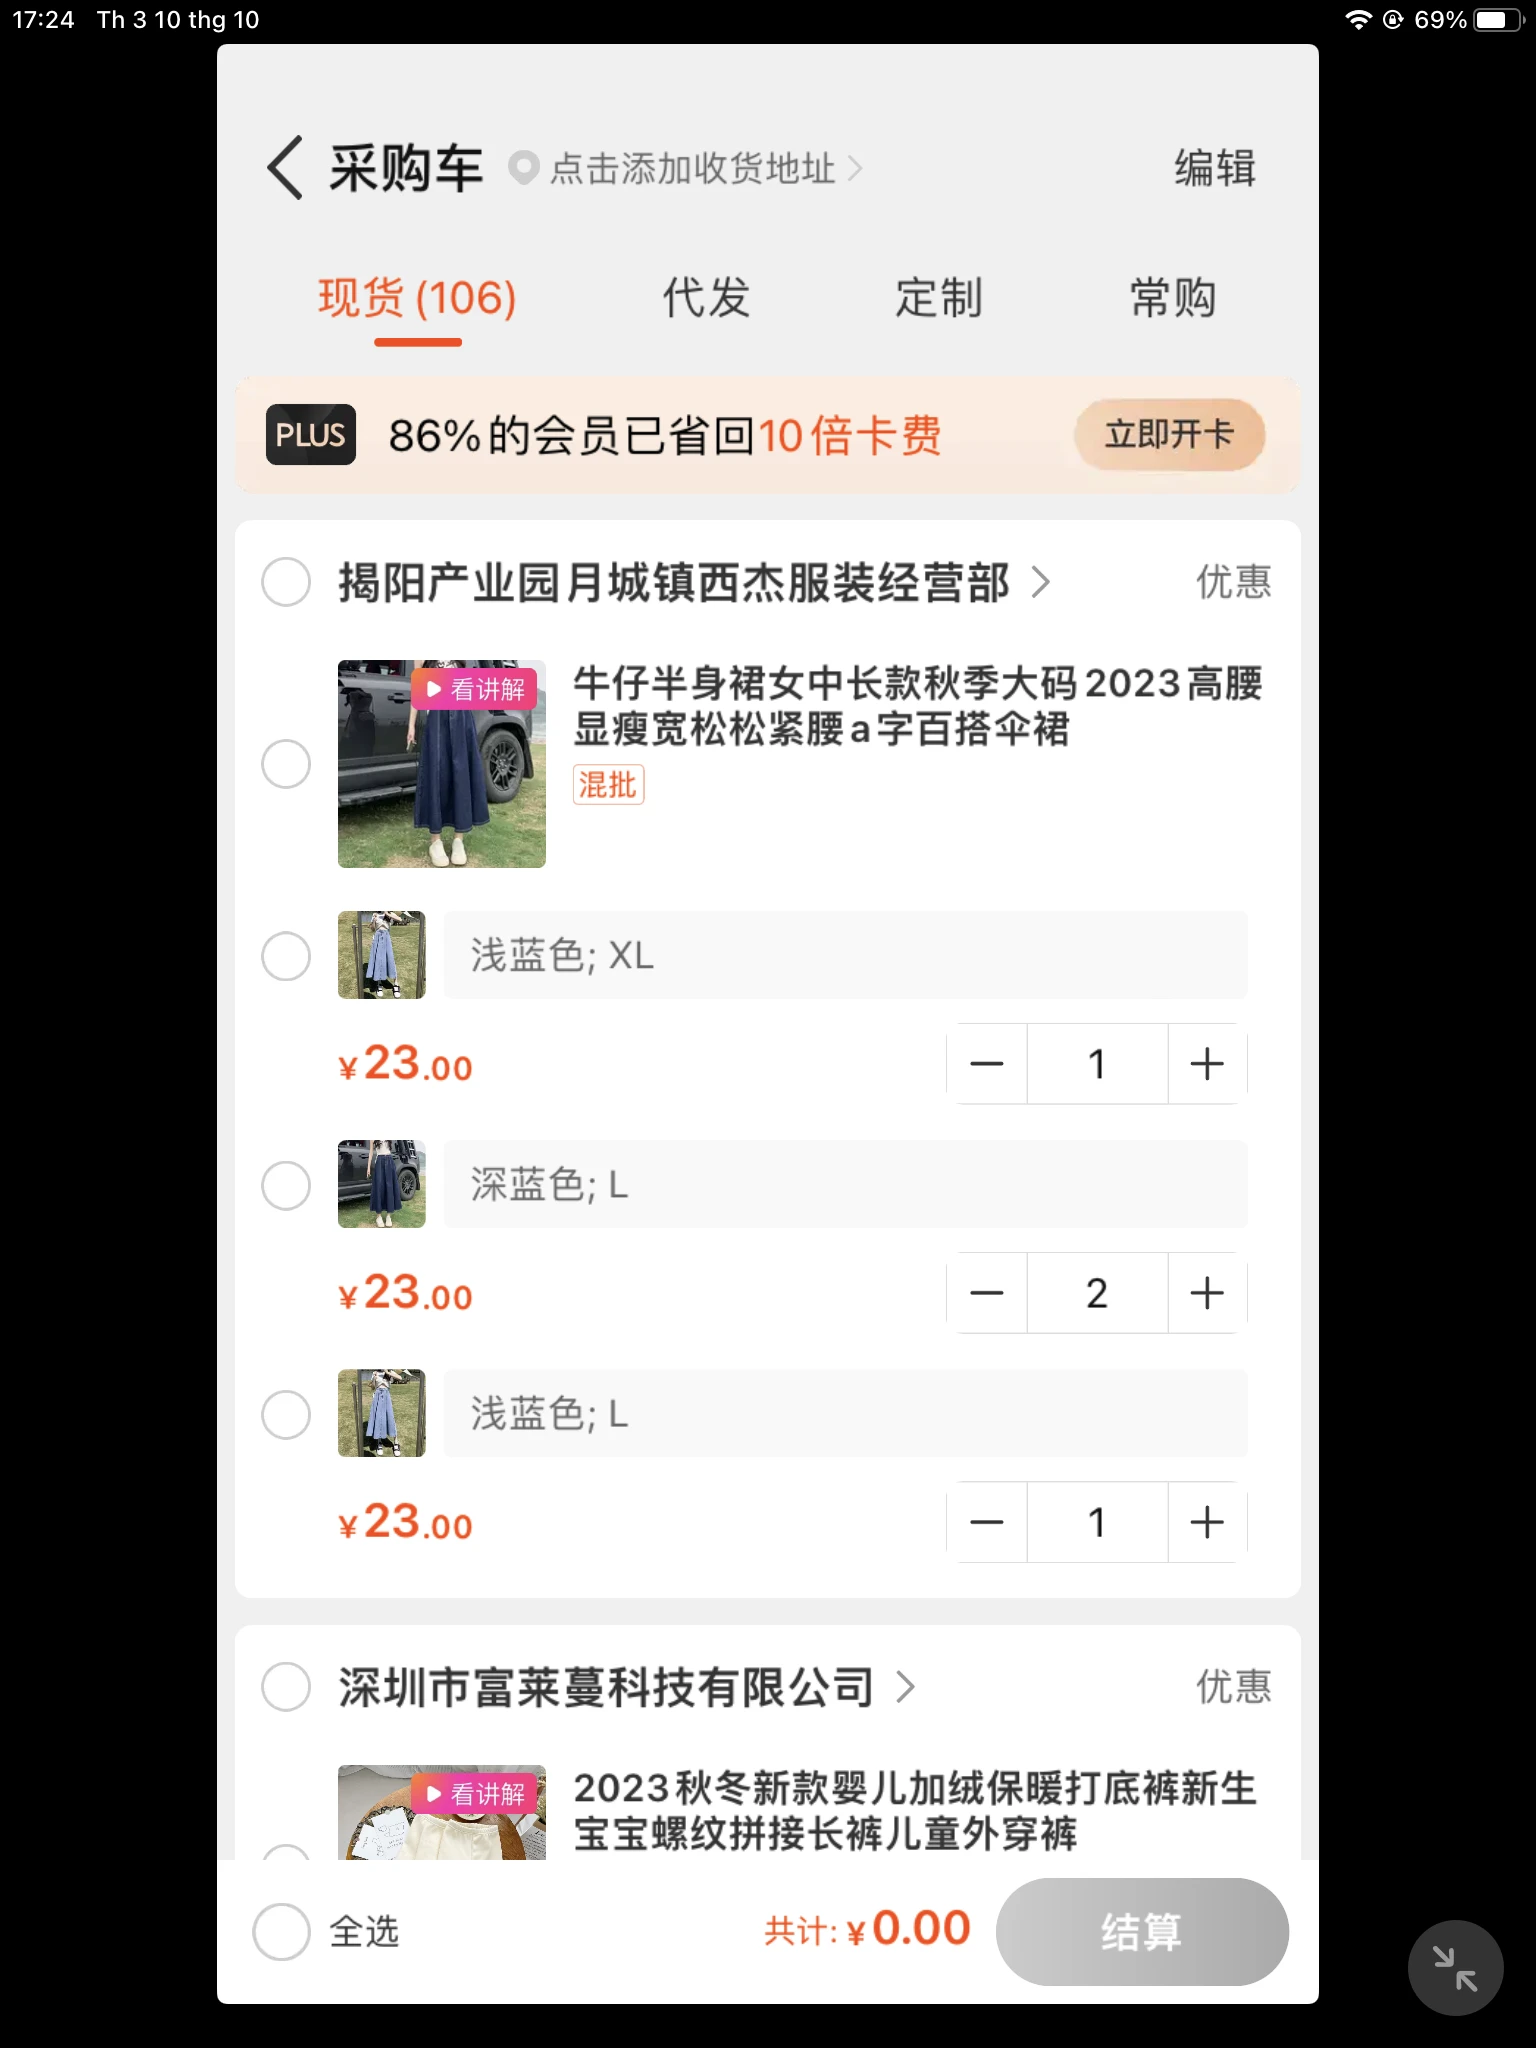 17:24 Th 3 10 thg 10 69%
采购车 点击添加收货地址 编辑
现货 (106) 代发 定制 常购
PLUS 86%的会员已省回10倍卡费 立即开卡
揭阳产业园月城镇西杰服装经营部 优惠
看讲解
牛仔半身裙女中长款秋季大码2023高腰
显瘦宽松松紧腰a字百搭伞裙
混批
浅蓝色; XL
¥23.00 1
深蓝色; L
¥23.00 2
浅蓝色; L
¥23.00 1
深圳市富莱蔓科技有限公司 优惠
看讲解
2023秋冬新款婴儿加绒保暖打底裤新生
宝宝螺纹拼接长裤儿童外穿裤
全选 共计: ¥0.00 结算